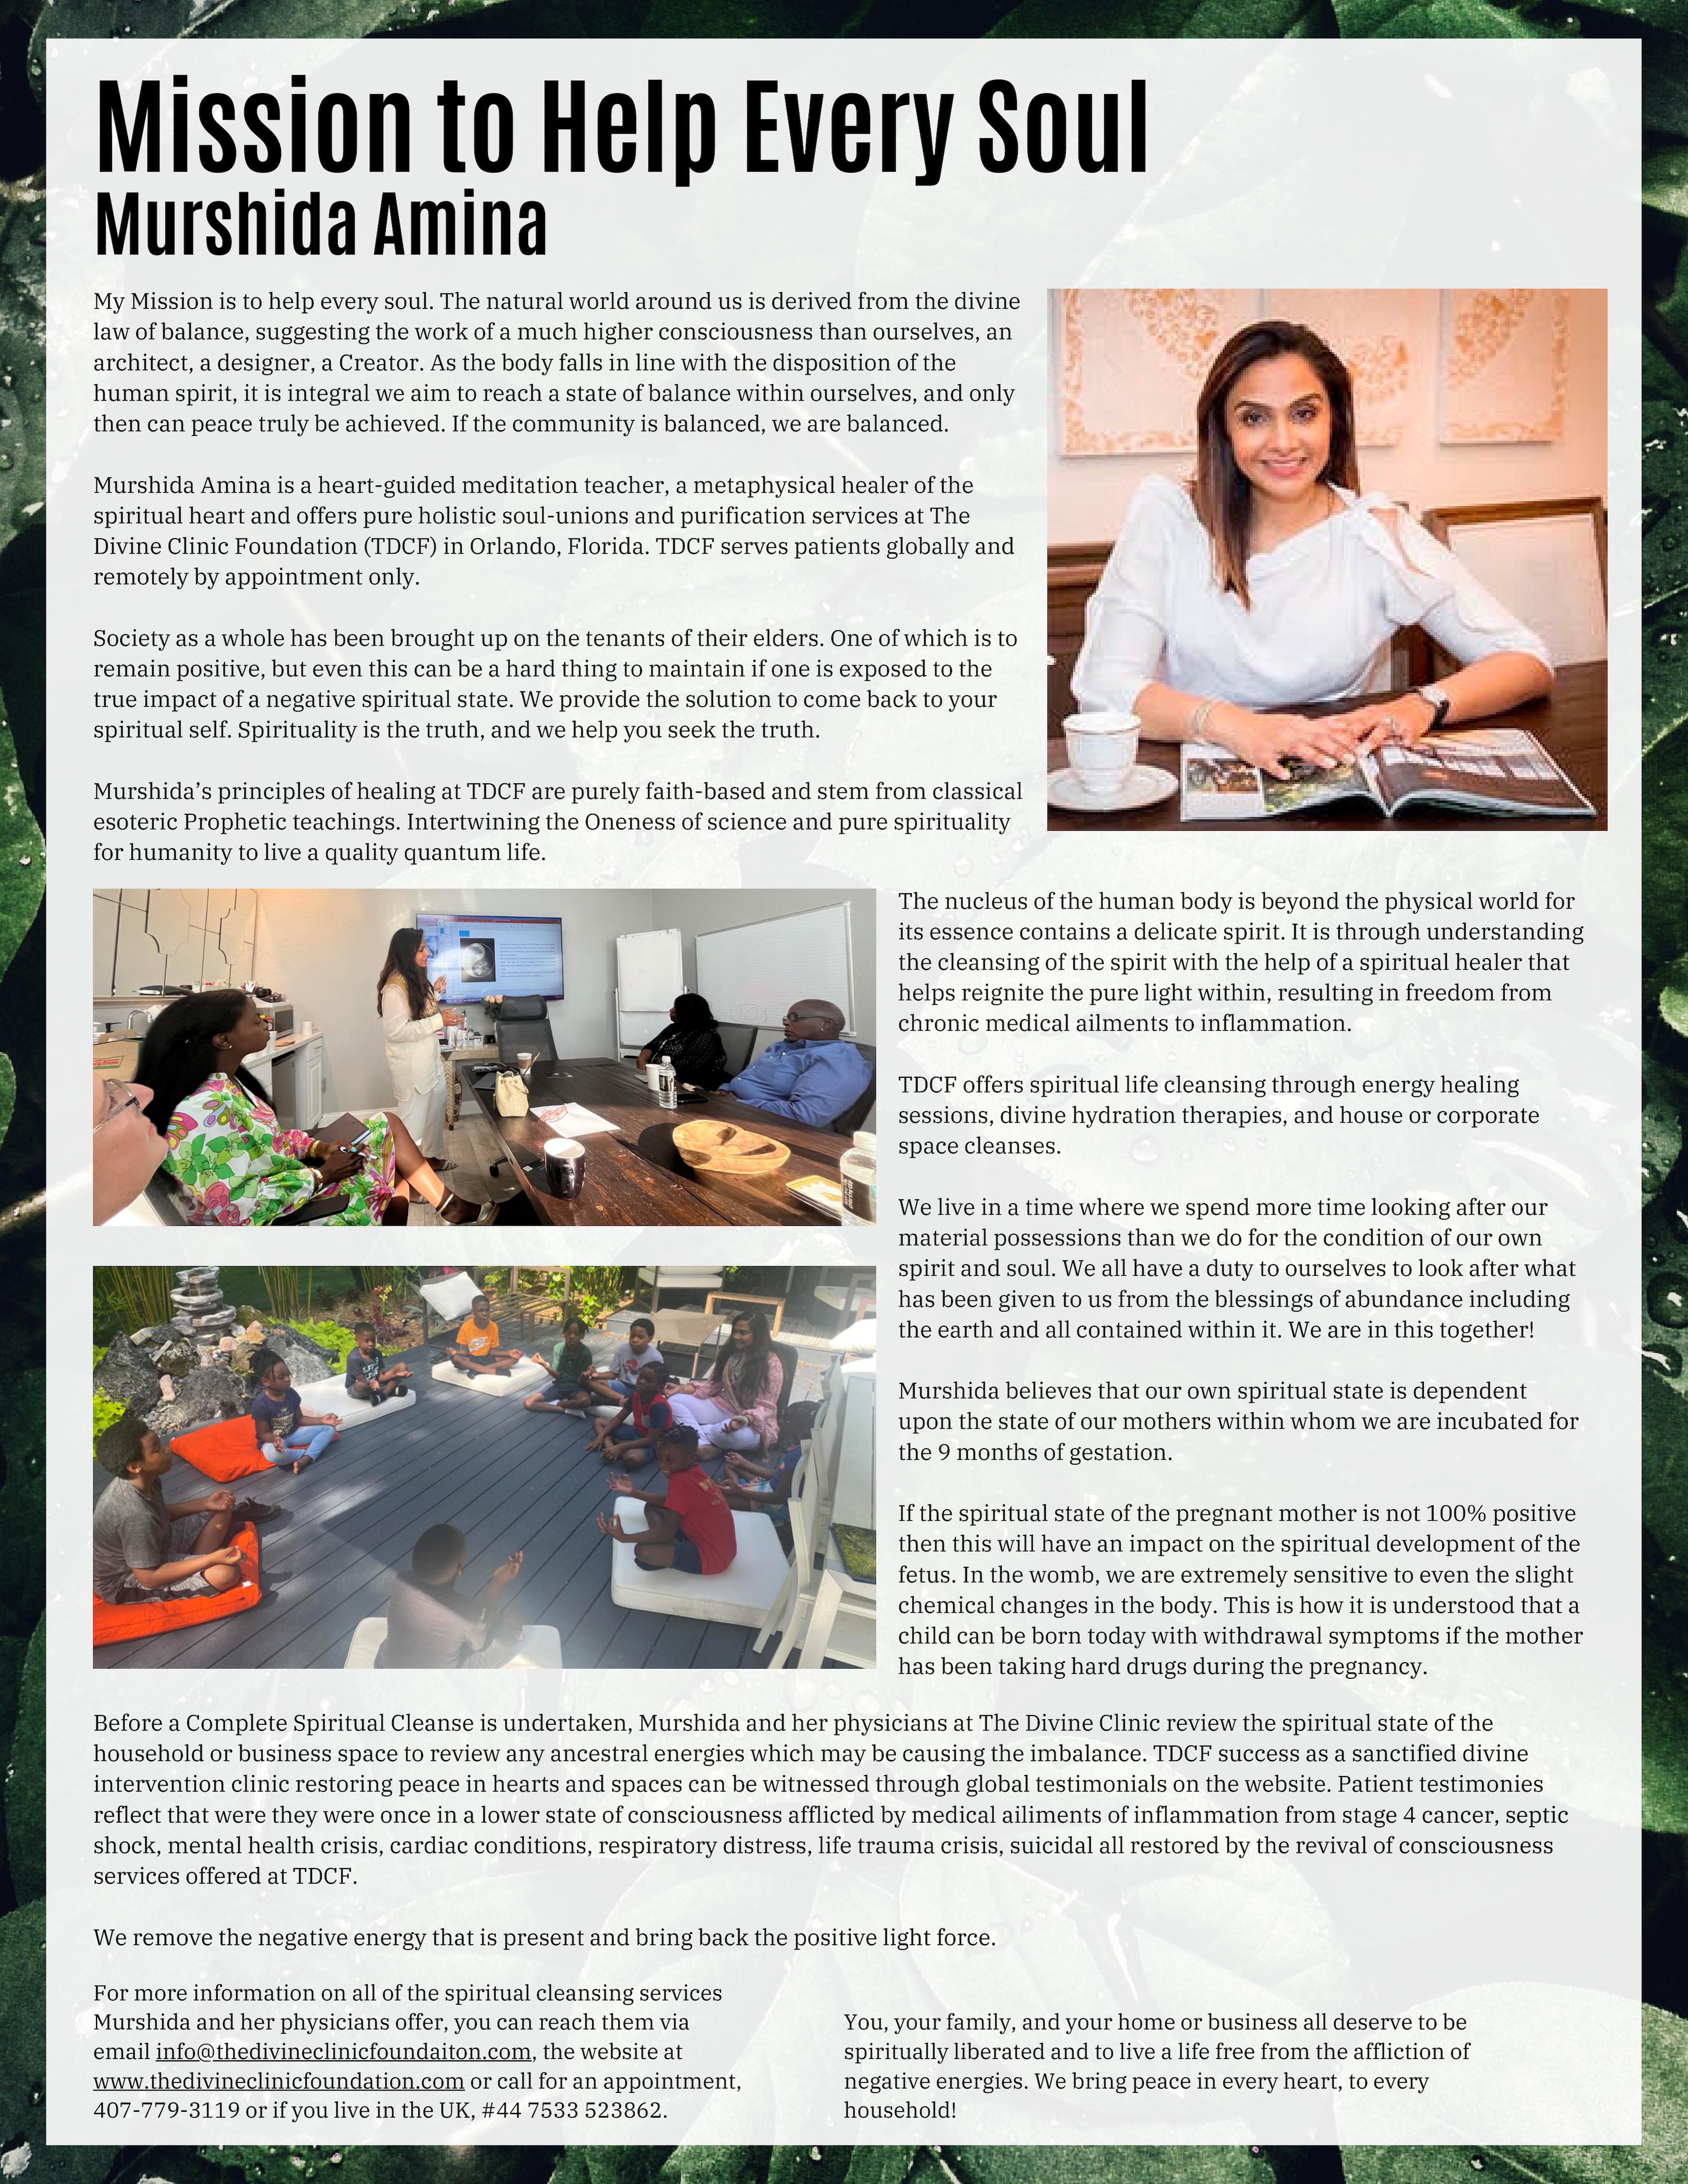 Mission to Help Every Soul
Murshida Amina
My Mission is to help every soul. The natural world around us is derived from the divine
law of balance, suggesting the work of a much higher consciousness than ourselves, an
architect, a designer, a Creator. As the body falls in line with the disposition of the
human spirit, it is integral we aim to reach a state of balance within ourselves, and only
then can peace truly be achieved. If the community is balanced, we are balanced.
Murshida Amina is a heart-guided meditation teacher, a metaphysical healer of the
spiritual heart and offers pure holistic soul-unions and purification services at The
Divine Clinic Foundation (TDCF) in Orlando, Florida. TDCF serves patients globally and
remotely by appointment only.
Society as a whole has been brought up on the tenants of their elders. One of which is to
remain positive, but even this can be a hard thing to maintain if one is exposed to the
true impact of a negative spiritual state. We provide the solution to come back to your
spiritual self. Spirituality is the truth, and we help you seek the truth.
Murshida’s principles of healing at TDCF are purely faith-based and stem from classical
esoteric Prophetic teachings. Intertwining the Oneness of science and pure spirituality
for humanity to live a quality quantum life.
The nucleus of the human body is beyond the physical world for
its essence contains a delicate spirit. It is through understanding
the cleansing of the spirit with the help of a spiritual healer that
helps reignite the pure light within, resulting in freedom from
chronic medical ailments to inflammation.
TDCF offers spiritual life cleansing through energy healing
sessions, divine hydration therapies, and house or corporate
space cleanses.
We live in a time where we spend more time looking after our
material possessions than we do for the condition of our own
spirit and soul. We all have a duty to ourselves to look after what
has been given to us from the blessings of abundance including
the earth and all contained within it. We are in this together!
Murshida believes that our own spiritual state is dependent
upon the state of our mothers within whom we are incubated for
the 9 months of gestation.
If the spiritual state of the pregnant mother is not 100% positive
then this will have an impact on the spiritual development of the
fetus. In the womb, we are extremely sensitive to even the slight
chemical changes in the body. This is how it is understood that a
child can be born today with withdrawal symptoms if the mother
has been taking hard drugs during the pregnancy.
Before a Complete Spiritual Cleanse is undertaken, Murshida and her physicians at The Divine Clinic review the spiritual state of the
household or business space to review any ancestral energies which may be causing the imbalance. TDCF success as a sanctified divine
intervention clinic restoring peace in hearts and spaces can be witnessed through global testimonials on the website. Patient testimonies
reflect that were they were once in a lower state of consciousness afflicted by medical ailiments of inflammation from stage 4 cancer, septic
shock, mental health crisis, cardiac conditions, respiratory distress, life trauma crisis, suicidal all restored by the revival of consciousness
services offered at TDCF.
We remove the negative energy that is present and bring back the positive light force.
For more information on all of the spiritual cleansing services
Murshida and her physicians offer, you can reach them via
email info@thedivineclinicfoundaiton.com, the website at
www.thedivineclinicfoundation.com or call for an appointment,
407-779-3119 or if you live in the UK, #44 7533 523862.
You, your family, and your home or business all deserve to be
spiritually liberated and to live a life free from the affliction of
negative energies. We bring peace in every heart, to every
household!